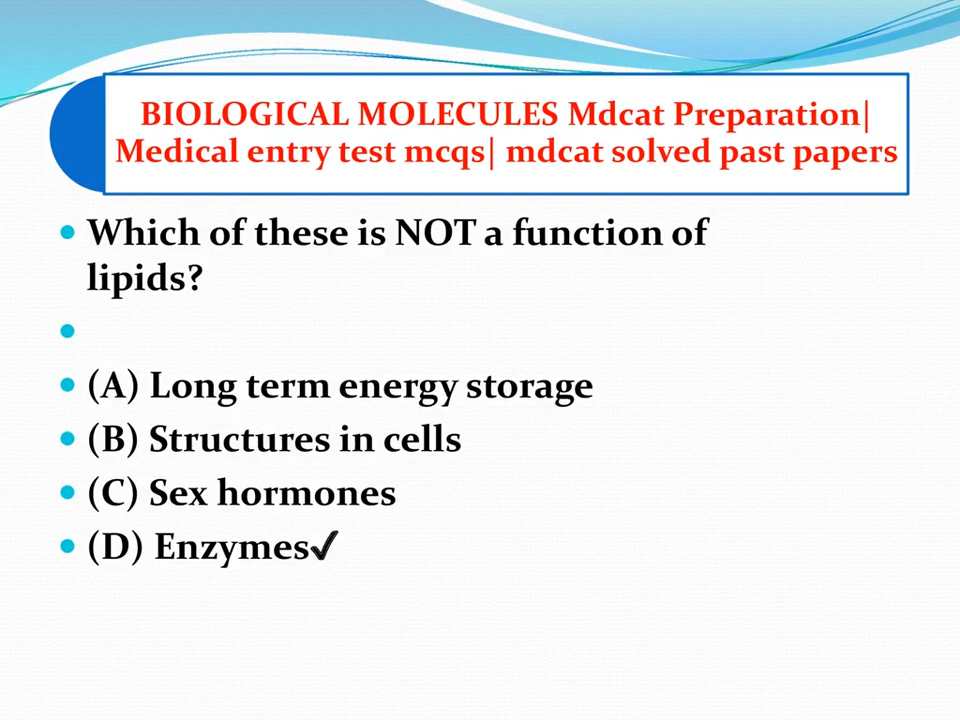 BIOLOGICAL MOLECULES Mdcat Preparation|
Medical entry test mcqs| mdcat solved past papers
• Which of these is NOT a function of
lipids?
•
• (A) Long term energy storage
• (B) Structures in cells
• (C) Sex hormones
• (D) Enzymes✓